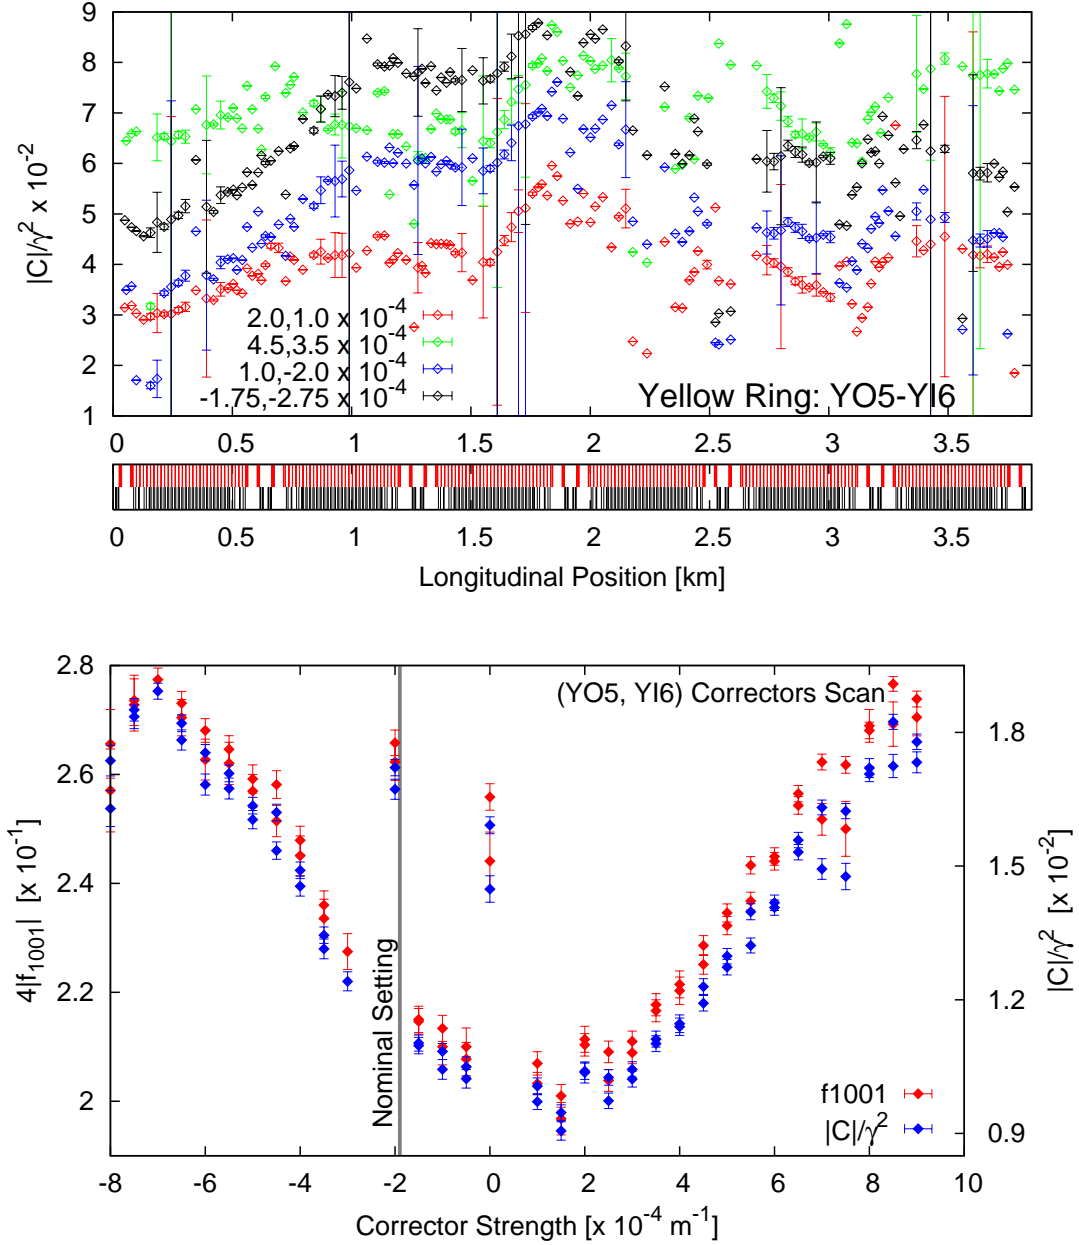 9
8
7
6
5
4
3
2
1
|C|/γ² x 10⁻²
2.0,1.0 x 10⁻⁴
4.5,3.5 x 10⁻⁴
1.0,-2.0 x 10⁻⁴
-1.75,-2.75 x 10⁻⁴
Yellow Ring: YO5-YI6
0 0.5 1 1.5 2 2.5 3 3.5
0 0.5 1 1.5 2 2.5 3 3.5
Longitudinal Position [km]
2.8
2.6
2.4
2.2
2
4|f₁₀₀₁| [x 10⁻¹]
(YO5, YI6) Correctors Scan
Nominal Setting
f1001
|C|/γ²
1.8
1.5
1.2
0.9
|C|/γ² [x 10⁻²]
-8 -6 -4 -2 0 2 4 6 8 10
Corrector Strength [x 10⁻⁴ m⁻¹]